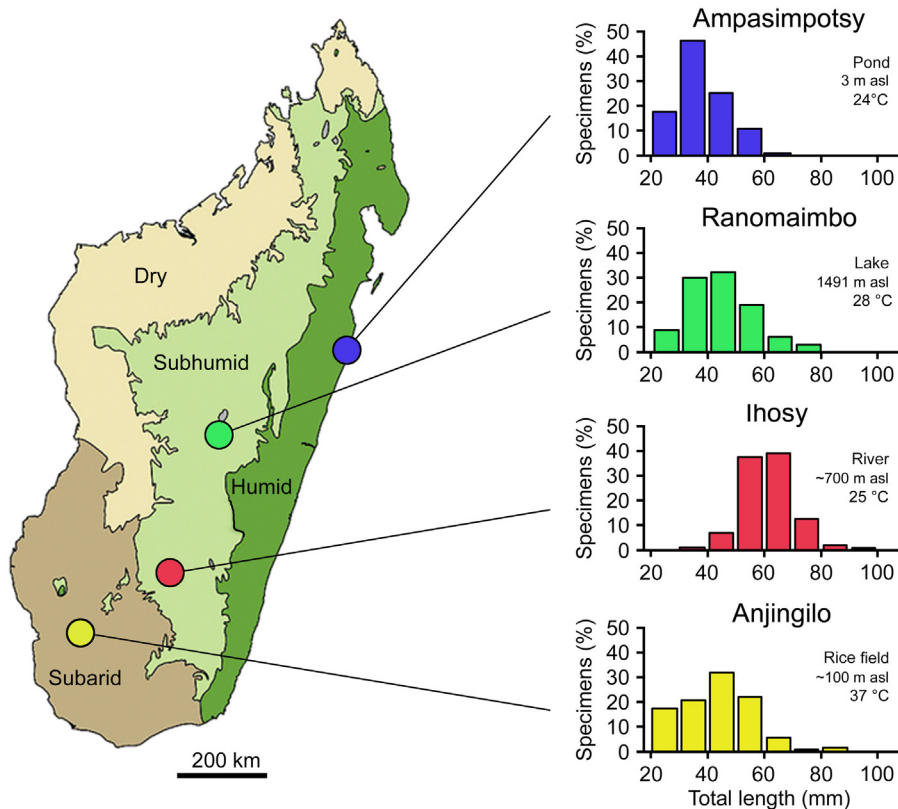 Dry
Subhumid
Humid
Subarid
200 km
Ampasimpotsy
Specimens (%)
50
40
30
20
10
0
Pond
3 m asl
24°C
20 40 60 80 100
Ranomaimbo
Specimens (%)
50
40
30
20
10
0
Lake
1491 m asl
28 °C
20 40 60 80 100
Ihosy
Specimens (%)
50
40
30
20
10
0
River
~700 m asl
25 °C
20 40 60 80 100
Anjingilo
Specimens (%)
50
40
30
20
10
0
Rice field
~100 m asl
37 °C
20 40 60 80 100
Total length (mm)